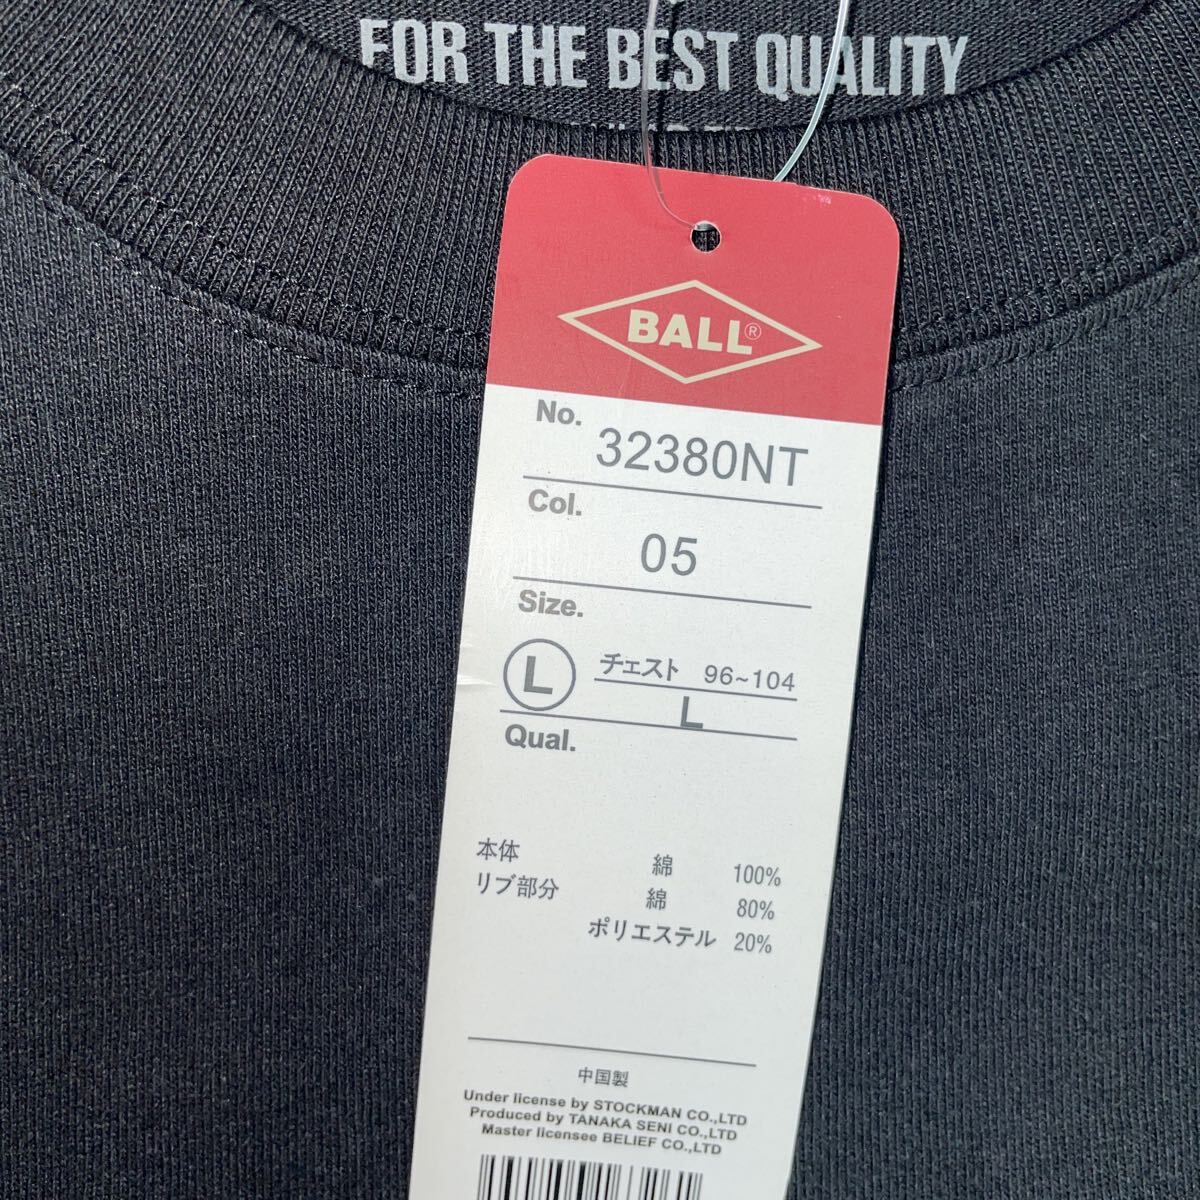 FOR THE BEST QUALITY
BALL®
No. 32380NT
Col. 05
Size.
L チェスト 96~104
L
Qual.
本体 綿 100%
リブ部分 綿 80%
ポリエステル 20%
中国製
Under license by STOCKMAN CO.,LTD
Produced by TANAKA SENI CO.,LTD
Master licensee BELIEF CO.,LTD